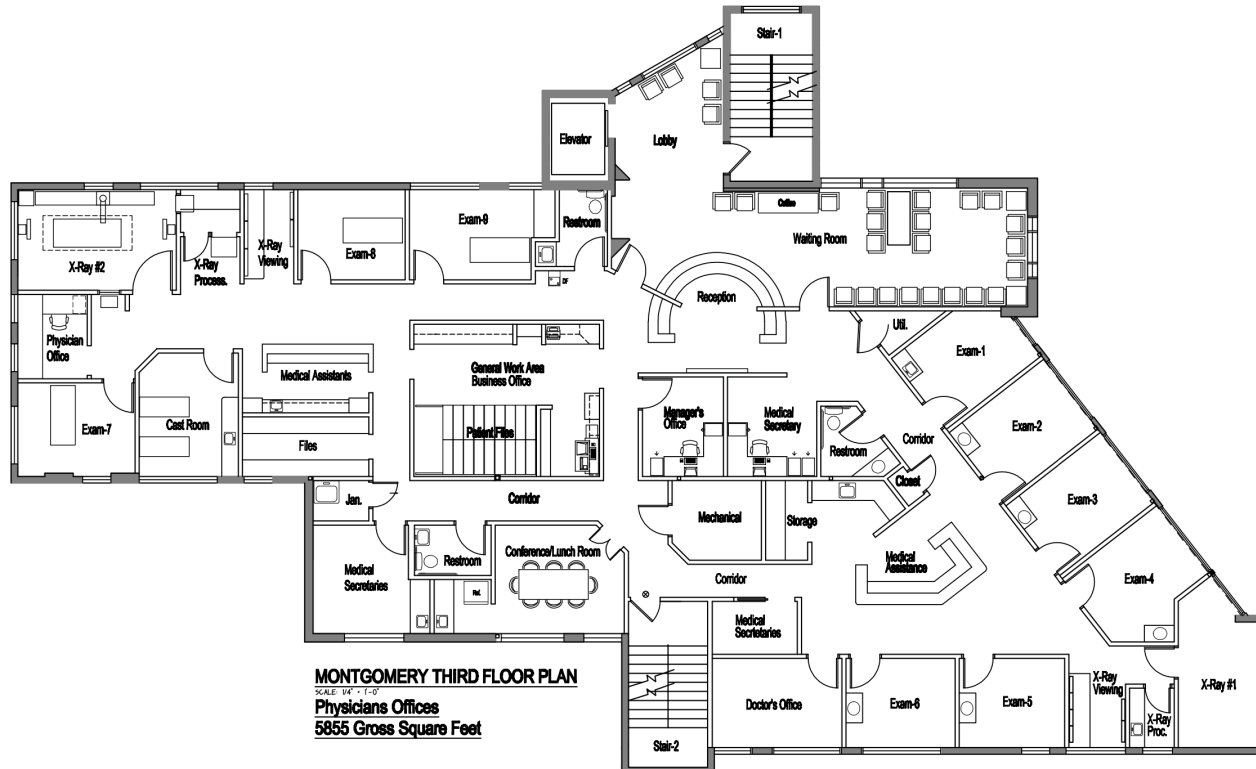 Stair-1
Elevator
Lobby
Restroom
Exam-9
Exam-8
X-Ray
Viewing
X-Ray
Process.
X-Ray #2
Coffee
Waiting Room
DF
Reception
Util.
Exam-1
Physician
Office
Medical Assistants
General Work Area
Business Office
Exam-7
Cast Room
Files
Patient Files
Manager's
Office
Medical
Secretary
Restroom
Corridor
Exam-2
Closet
Exam-3
Jan.
Corridor
Mechanical
Storage
Medical
Assistance
Exam-4
Medical
Secretaries
Restroom
Conference/Lunch Room
Ref.
Corridor
Medical
Secrtetaries
MONTGOMERY THIRD FLOOR PLAN
SCALE: 1/4" = 1'-0"
Physicians Offices
5855 Gross Square Feet
Stair-2
Doctor's Office
Exam-6
Exam-5
X-Ray
Viewing
X-Ray
Proc.
X-Ray #1